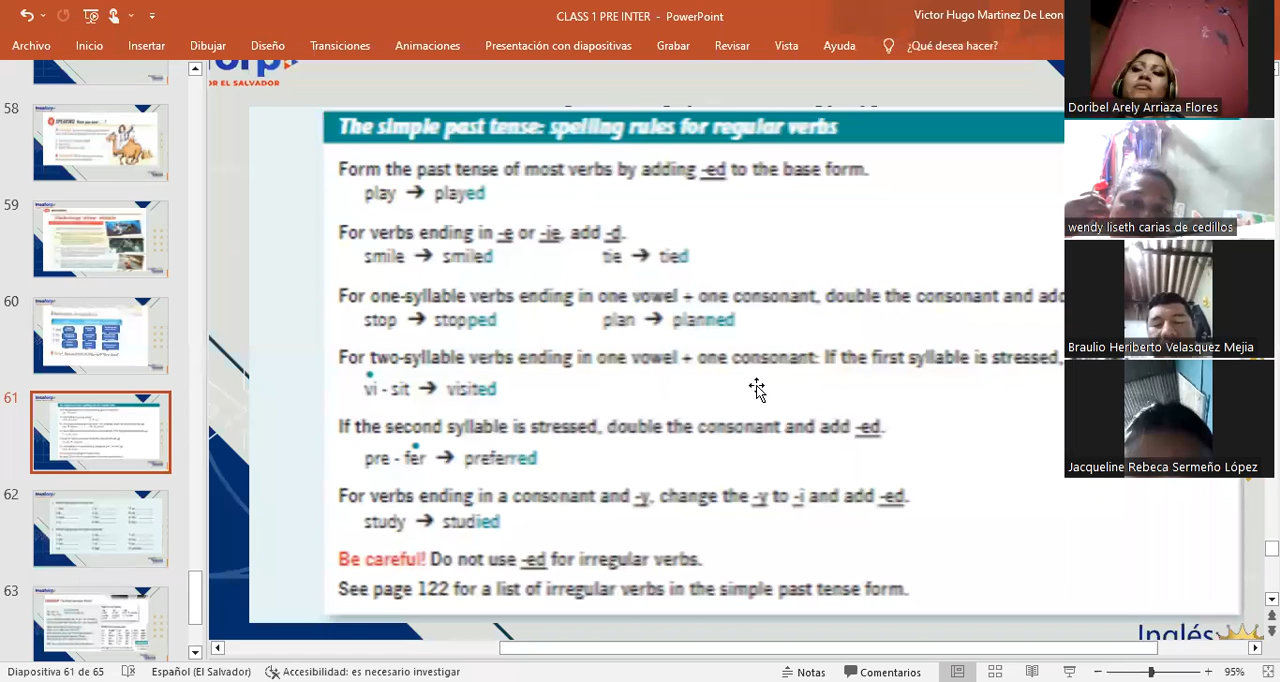 CLASS 1 PRE INTER - PowerPoint
Victor Hugo Martinez De Leon
Archivo Inicio Insertar Dibujar Diseño Transiciones Animaciones Presentación con diapositivas Grabar Revisar Vista Ayuda ¿Qué desea hacer?
OR EL SALVADOR
The simple past tense: spelling rules for regular verbs
Form the past tense of most verbs by adding -ed to the base form.
play → played
For verbs ending in -e or -ie, add -d.
smile → smiled tie → tied
For one-syllable verbs ending in one vowel + one consonant, double the consonant and add
stop → stopped plan → planned
For two-syllable verbs ending in one vowel + one consonant: If the first syllable is stressed,
vi - sit → visited
If the second syllable is stressed, double the consonant and add -ed.
pre - fer → preferred
For verbs ending in a consonant and -y, change the -y to -i and add -ed.
study → studied
Be careful! Do not use -ed for irregular verbs.
See page 122 for a list of irregular verbs in the simple past tense form.
Inglés
58
59
60
61
62
63
Doribel Arely Arriaza Flores
wendy liseth carias de cedillos
Braulio Heriberto Velasquez Mejia
Jacqueline Rebeca Sermeño López
Diapositiva 61 de 65 Español (El Salvador) Accesibilidad: es necesario investigar Notas Comentarios 95%